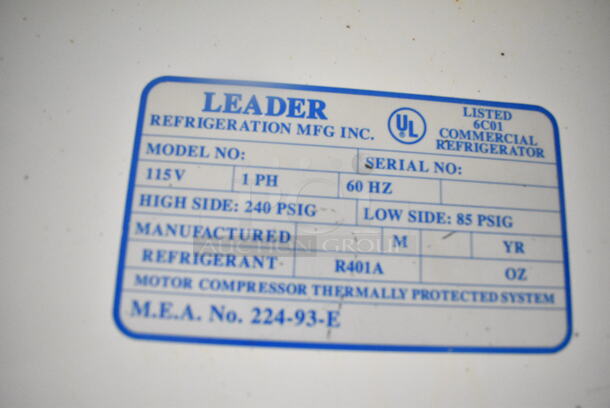 LEADER
REFRIGERATION MFG INC.
UL
LISTED
6C01
COMMERCIAL
REFRIGERATOR
MODEL NO:
SERIAL NO:
115V 1 PH 60 HZ
HIGH SIDE: 240 PSIG LOW SIDE: 85 PSIG
MANUFACTURED M YR
REFRIGERANT R401A OZ
MOTOR COMPRESSOR THERMALLY PROTECTED SYSTEM
M.E.A. No. 224-93-E
AUCTION GROUP